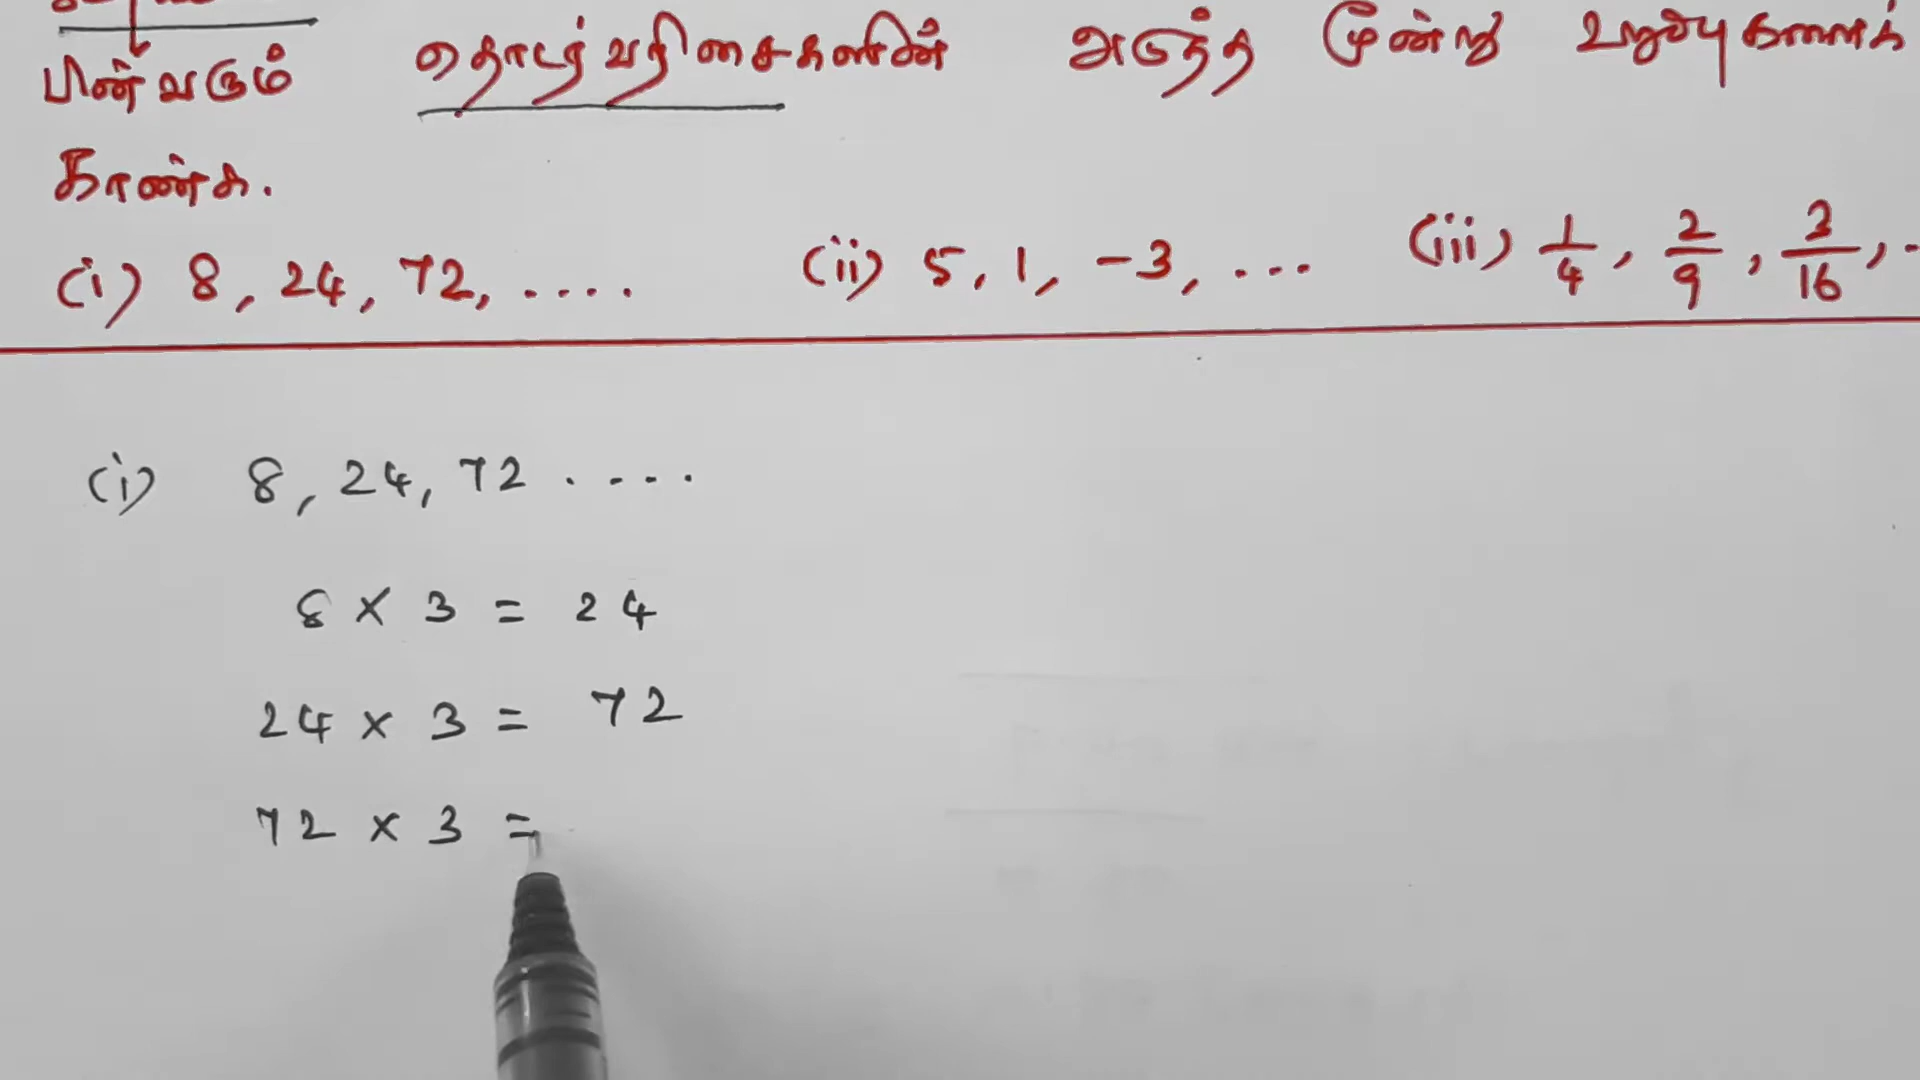 பின்வரும் தொடர்வரிசைகளின் அடுத்த மூன்று உறுப்புகளைக்
காண்க.
(i) 8, 24, 72, .... (ii) 5, 1, -3, ... (iii) 1/4, 2/9, 3/16, .
(i) 8, 24, 72 ....
8 × 3 = 24
24 × 3 = 72
72 × 3 =